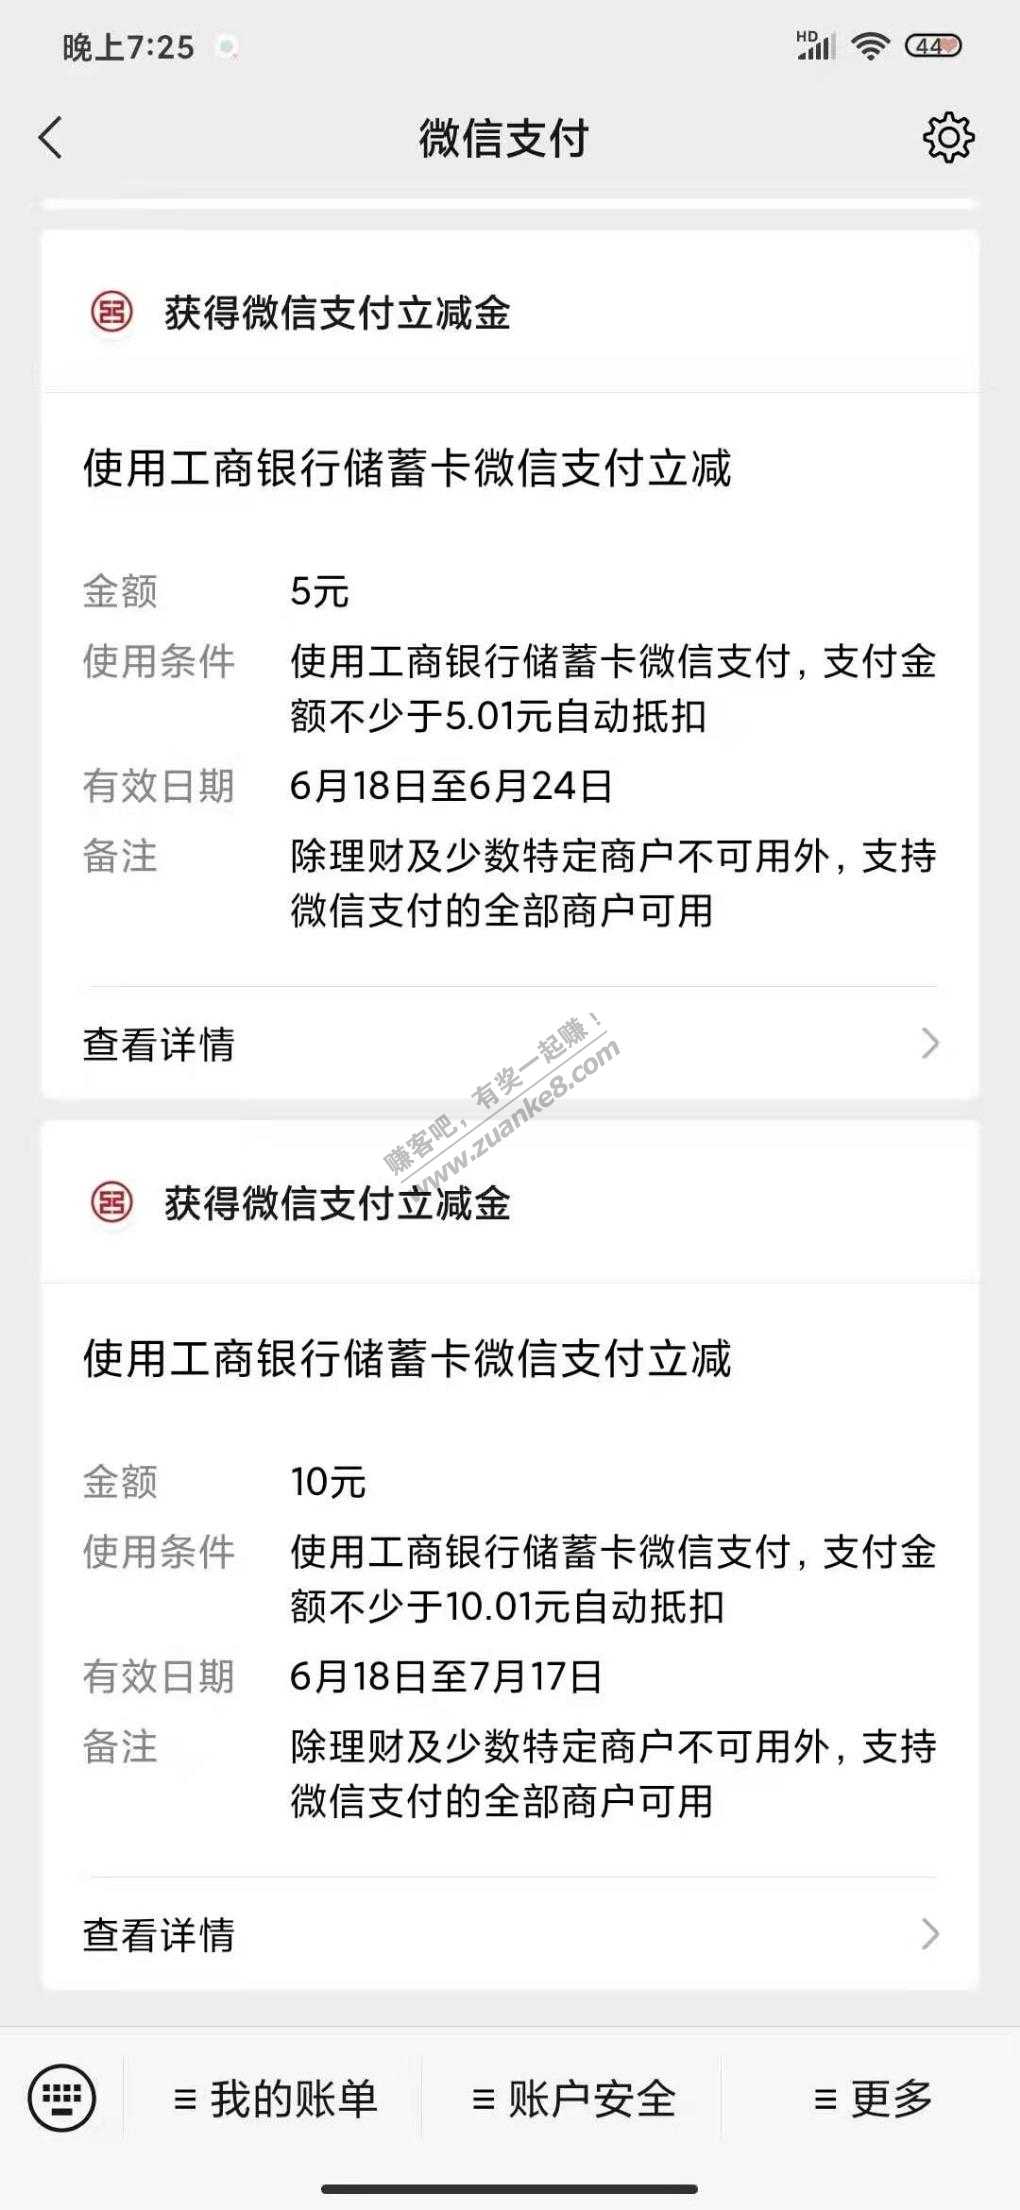 晚上7:25
HD
44
微信支付
获得微信支付立减金
使用工商银行储蓄卡微信支付立减
金额 5元
使用条件 使用工商银行储蓄卡微信支付，支付金
额不少于5.01元自动抵扣
有效日期 6月18日至6月24日
备注 除理财及少数特定商户不可用外，支持
微信支付的全部商户可用
查看详情
赚客吧，有奖一起赚！
www.zuanke8.com
获得微信支付立减金
使用工商银行储蓄卡微信支付立减
金额 10元
使用条件 使用工商银行储蓄卡微信支付，支付金
额不少于10.01元自动抵扣
有效日期 6月18日至7月17日
备注 除理财及少数特定商户不可用外，支持
微信支付的全部商户可用
查看详情
我的账单 账户安全 更多